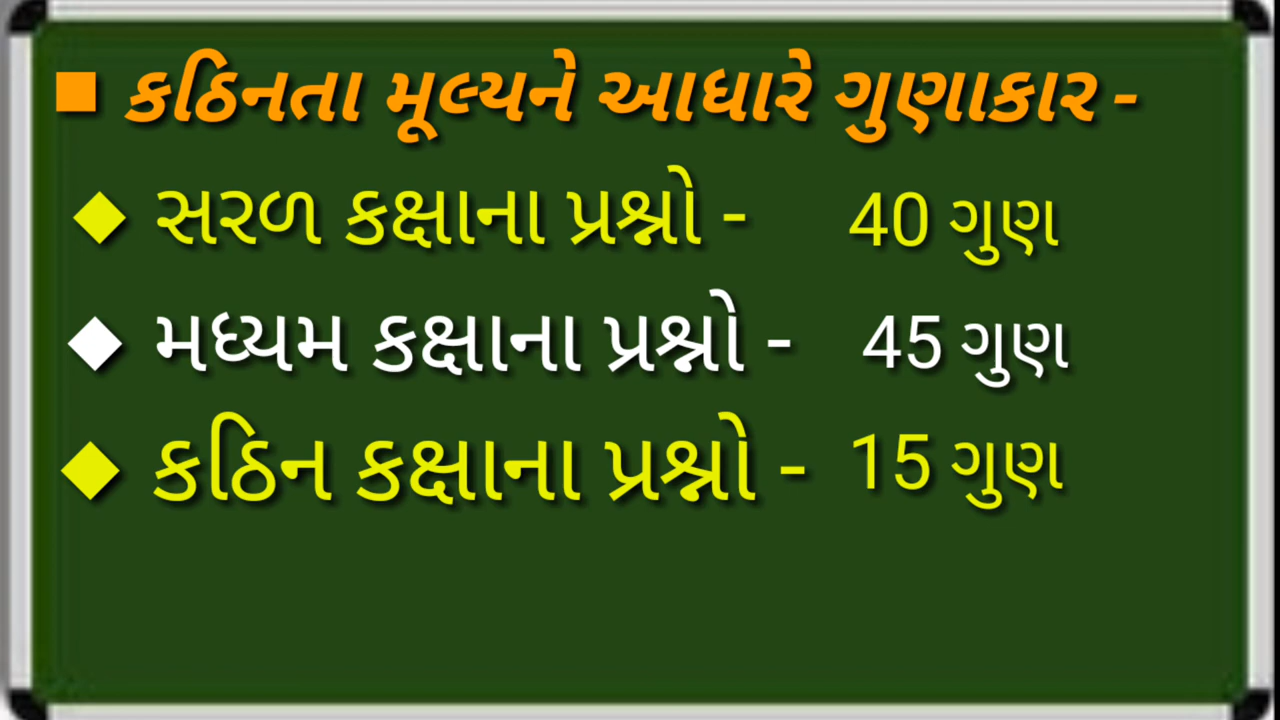 ■ કઠિનતા મૂલ્યને આધારે ગુણાકાર -
◆ સરળ કક્ષાના પ્રશ્નો - 40 ગુણ
◆ મધ્યમ કક્ષાના પ્રશ્નો - 45 ગુણ
◆ કઠિન કક્ષાના પ્રશ્નો - 15 ગુણ